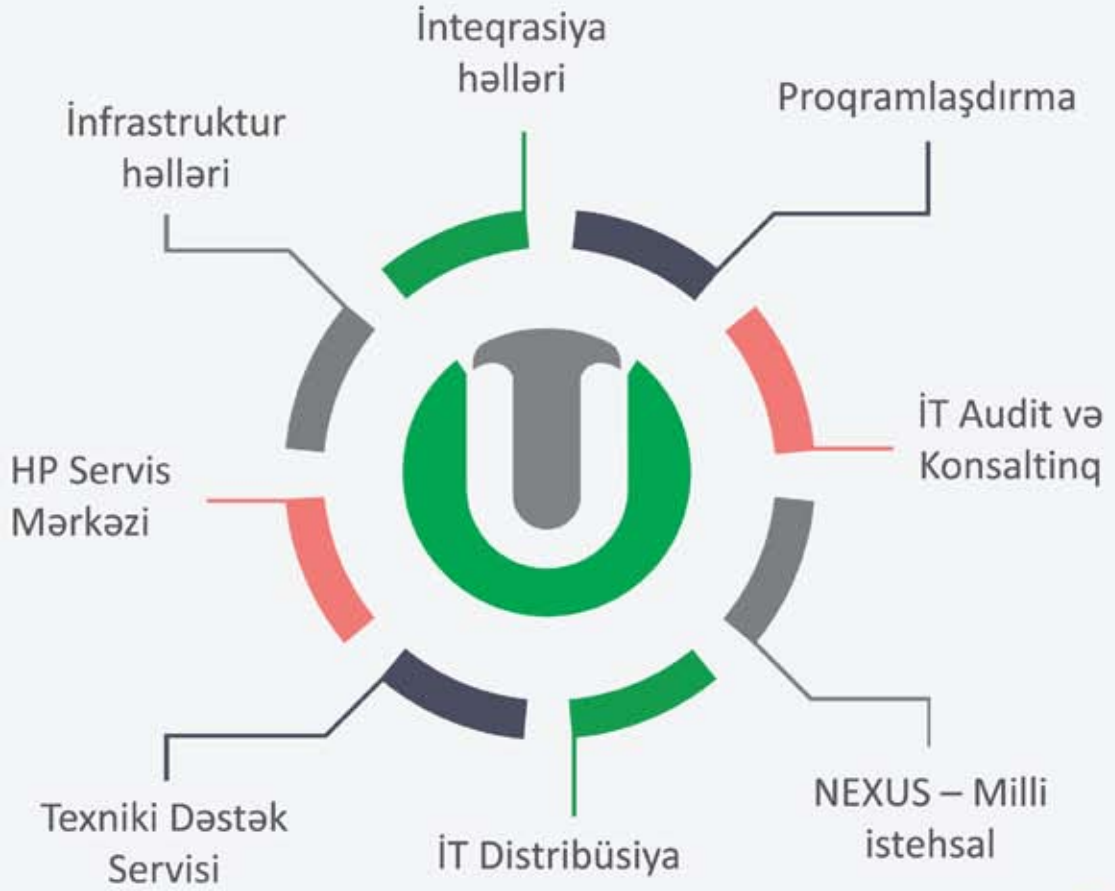 İnteqrasiya
həlləri
Proqramlaşdırma
İnfrastruktur
həlləri
İT Audit və
Konsaltinq
HP Servis
Mərkəzi
NEXUS – Milli
istehsal
Texniki Dəstək
Servisi
İT Distribüsiya